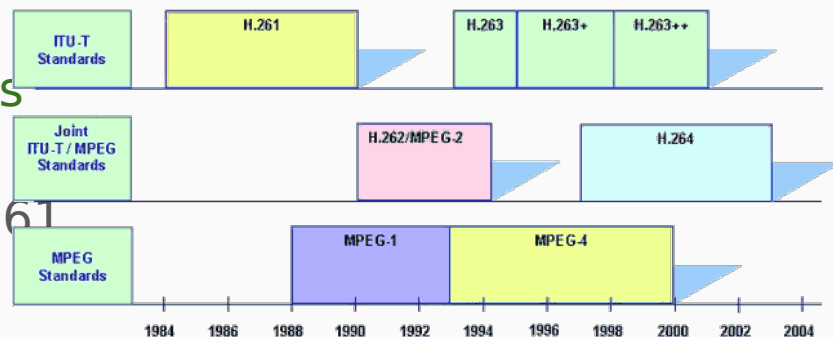 ITU-T
Standards
H.261
H.263
H.263+
H.263++
s
Joint
ITU-T / MPEG
Standards
H.262/MPEG-2
H.264
61
MPEG
Standards
MPEG-1
MPEG-4
1984 1986 1988 1990 1992 1994 1996 1998 2000 2002 2004